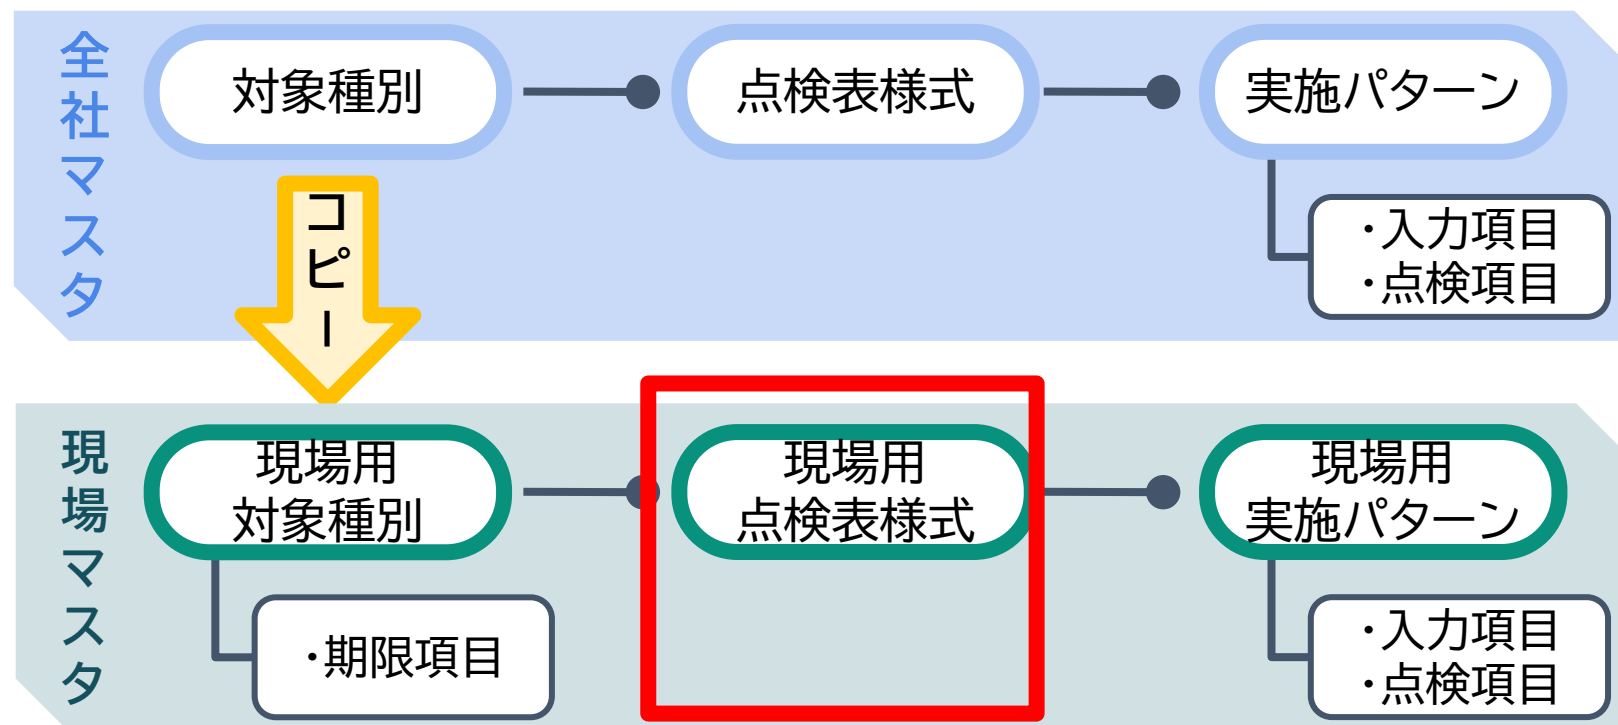 全社マスタ
対象種別
点検表様式
実施パターン
・入力項目
・点検項目
コピー
現場マスタ
現場用
対象種別
現場用
点検表様式
現場用
実施パターン
・期限項目
・入力項目
・点検項目